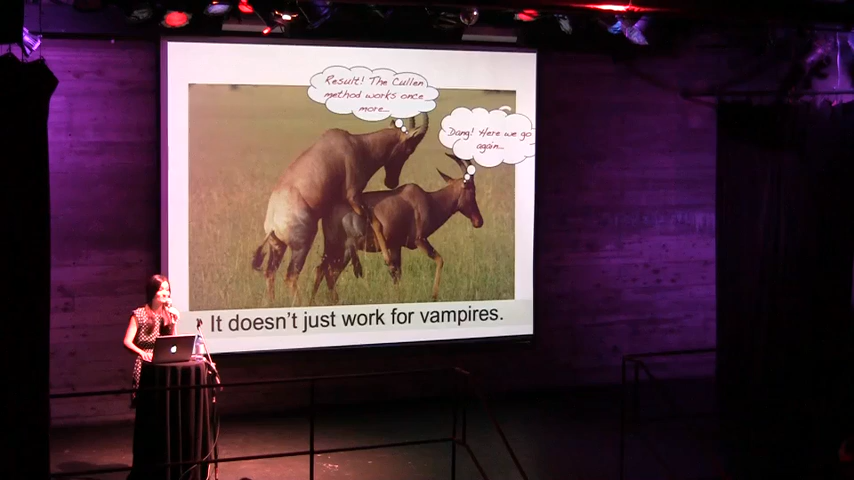 Result! The Cullen
method works once
more...
Dang! Here we go
again...
It doesn't just work for vampires.